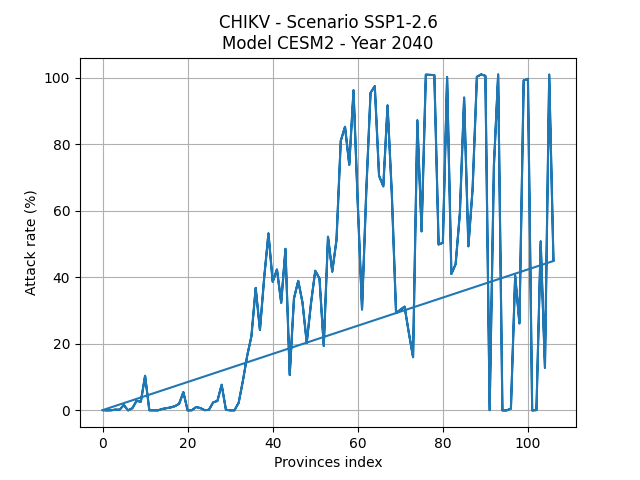 CHIKV - Scenario SSP1-2.6
Model CESM2 - Year 2040
Attack rate (%)
100
80
60
40
20
0
0 20 40 60 80 100
Provinces index